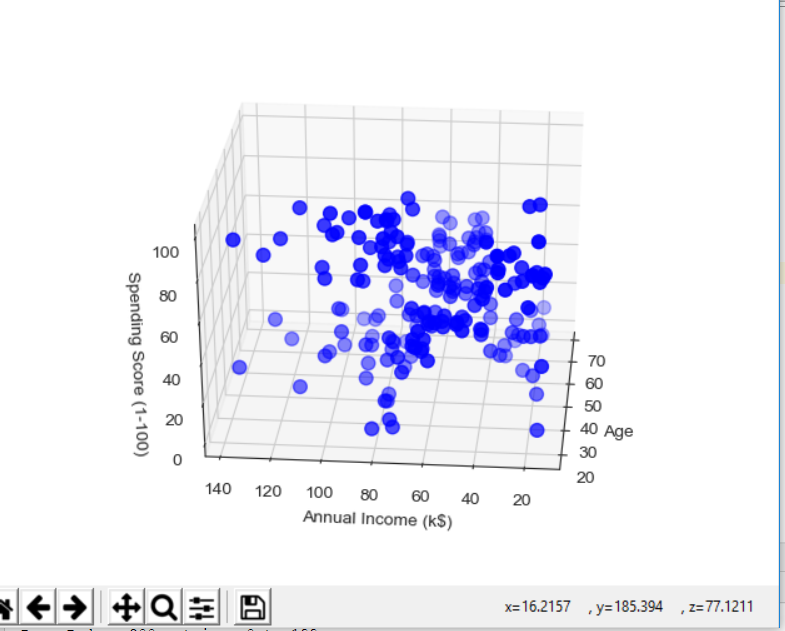 100
80
60
40
20
0
Spending Score (1-100)
140 120 100 80 60 40 20
Annual Income (k$)
70
60
50
40
30
20
Age
x=16.2157 , y=185.394 , z=77.1211